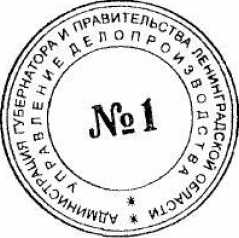 АДМИНИСТРАЦИЯ ГУБЕРНАТОРА И ПРАВИТЕЛЬСТВА ЛЕНИНГРАДСКОЙ ОБЛАСТИ *
УПРАВЛЕНИЕ ДЕЛОПРОИЗВОДСТВА *
№1